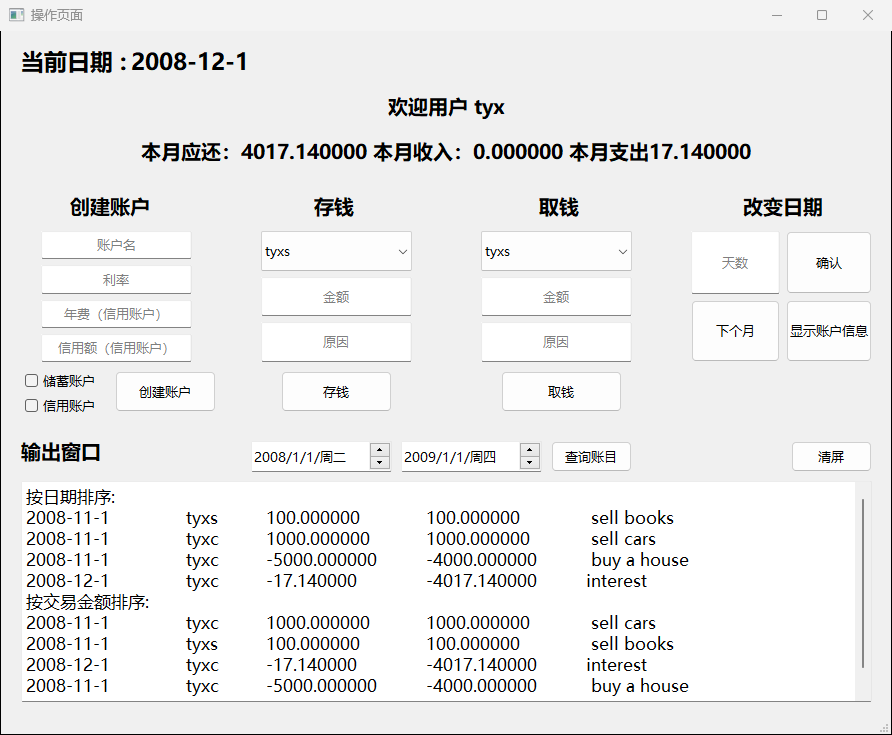 操作页面
当前日期 : 2008-12-1
欢迎用户 tyx
本月应还：4017.140000 本月收入：0.000000 本月支出17.140000
创建账户 存钱 取钱 改变日期
账户名 tyxs tyxs 天数 确认
利率 金额 金额
年费（信用账户） 原因 原因 下个月 显示账户信息
信用额（信用账户）
储蓄账户 创建账户 存钱 取钱
信用账户
输出窗口 2008/1/1/周二 2009/1/1/周四 查询账目 清屏
按日期排序:
2008-11-1 tyxs 100.000000 100.000000 sell books
2008-11-1 tyxc 1000.000000 1000.000000 sell cars
2008-11-1 tyxc -5000.000000 -4000.000000 buy a house
2008-12-1 tyxc -17.140000 -4017.140000 interest
按交易金额排序:
2008-11-1 tyxc 1000.000000 1000.000000 sell cars
2008-11-1 tyxs 100.000000 100.000000 sell books
2008-12-1 tyxc -17.140000 -4017.140000 interest
2008-11-1 tyxc -5000.000000 -4000.000000 buy a house